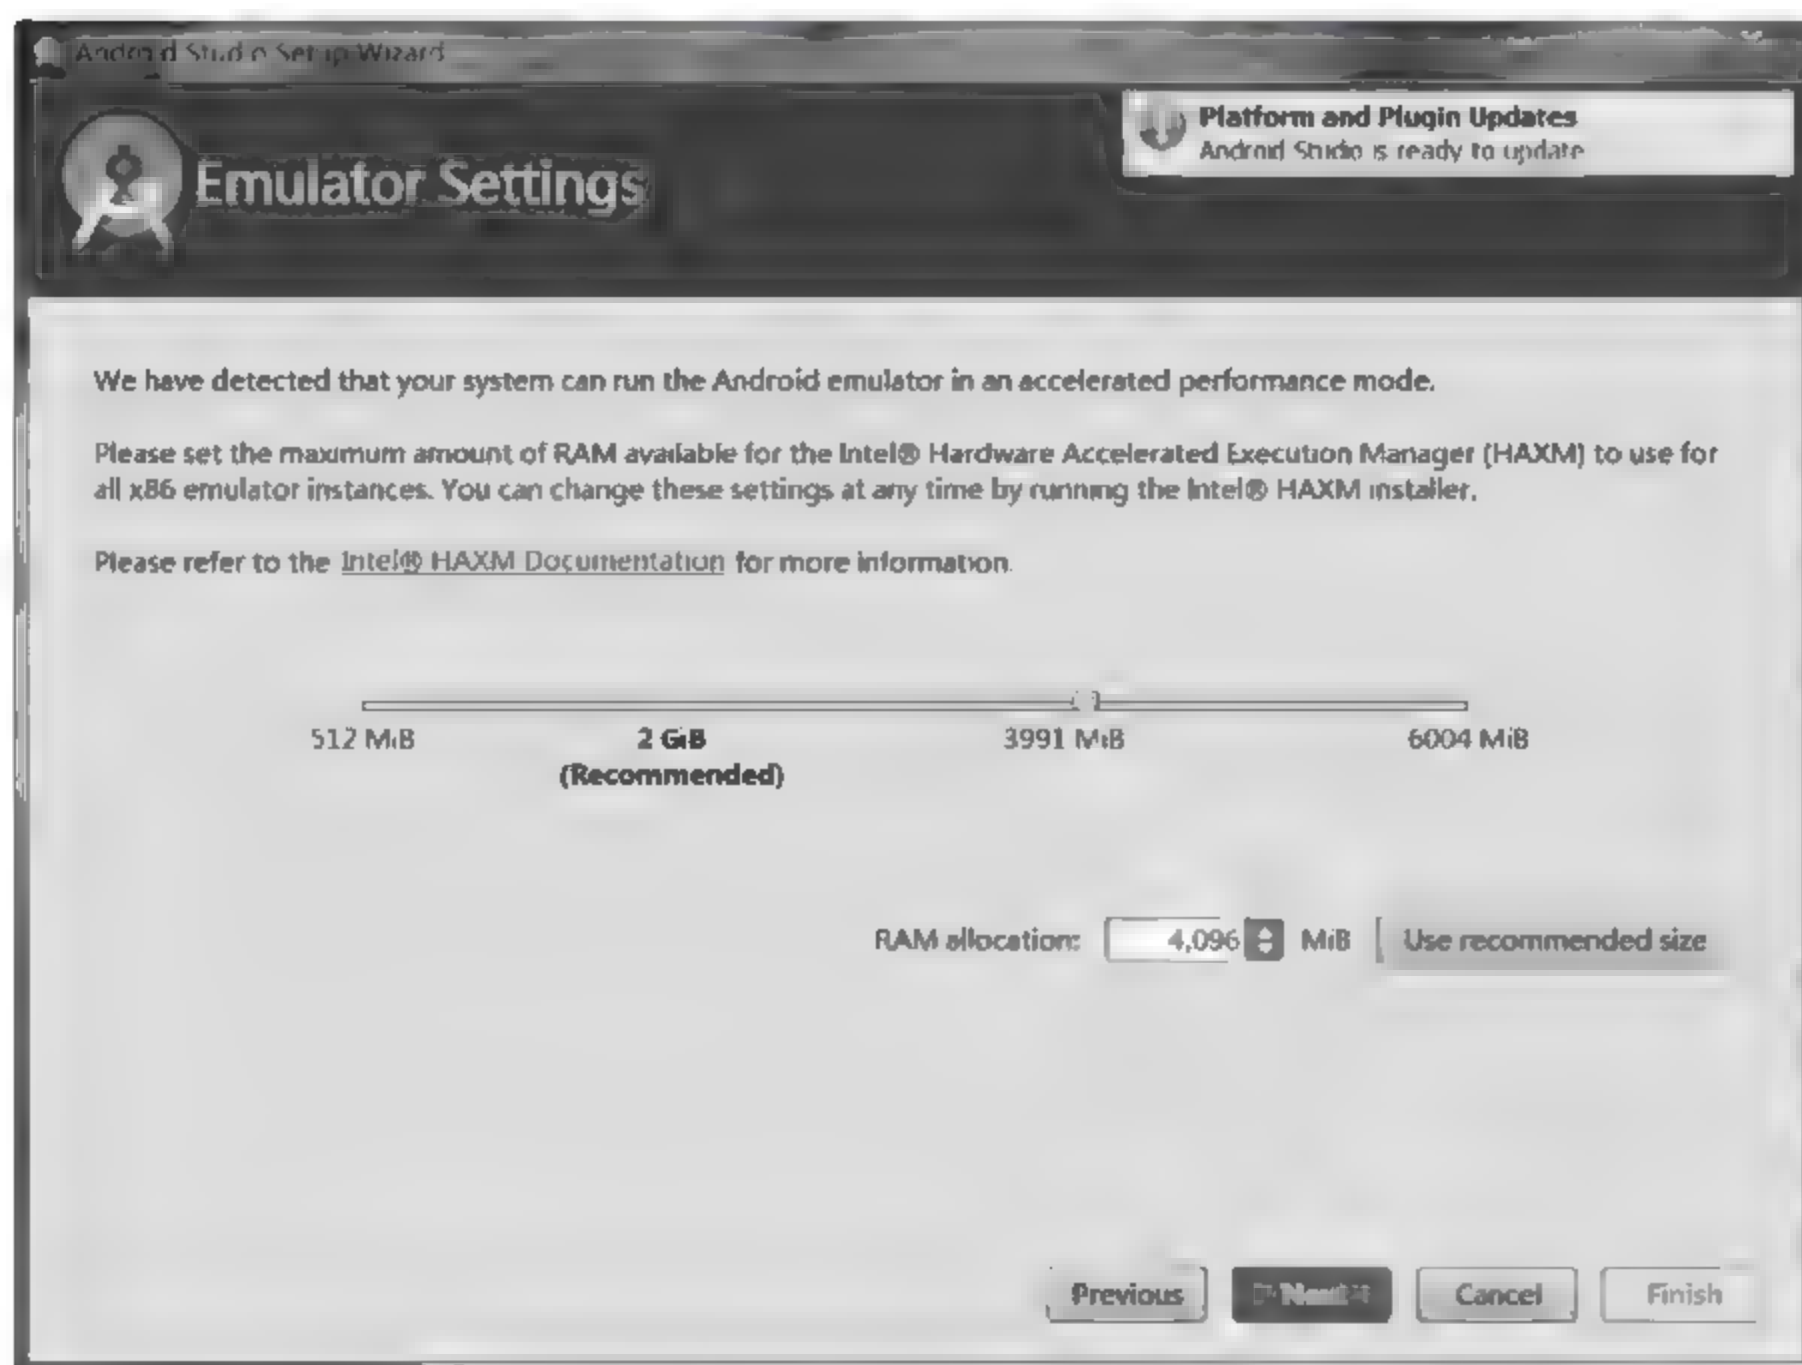 Android Studio Setup Wizard
Platform and Plugin Updates
Android Studio is ready to update
Emulator Settings
We have detected that your system can run the Android emulator in an accelerated performance mode.
Please set the maximum amount of RAM available for the Intel® Hardware Accelerated Execution Manager (HAXM) to use for
all x86 emulator instances. You can change these settings at any time by running the Intel® HAXM installer.
Please refer to the Intel® HAXM Documentation for more information.
512 MiB 2 GiB 3991 MiB 6004 MiB
(Recommended)
RAM allocation: 4,096 MiB Use recommended size
Previous Next Cancel Finish